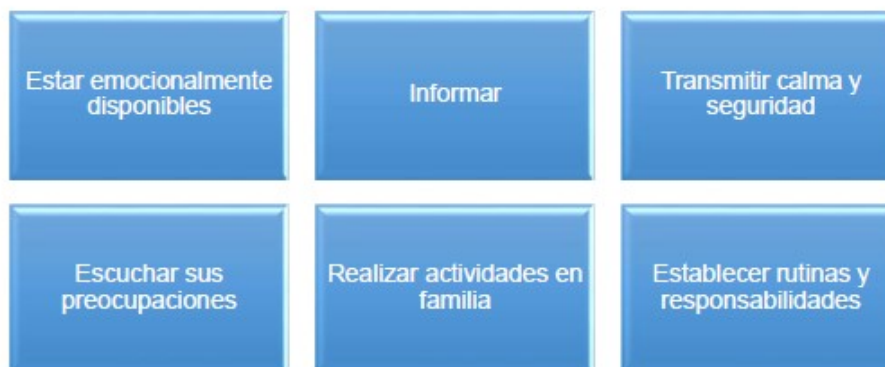 Estar emocionalmente
disponibles
Informar
Transmitir calma y
seguridad
Escuchar sus
preocupaciones
Realizar actividades en
familia
Establecer rutinas y
responsabilidades